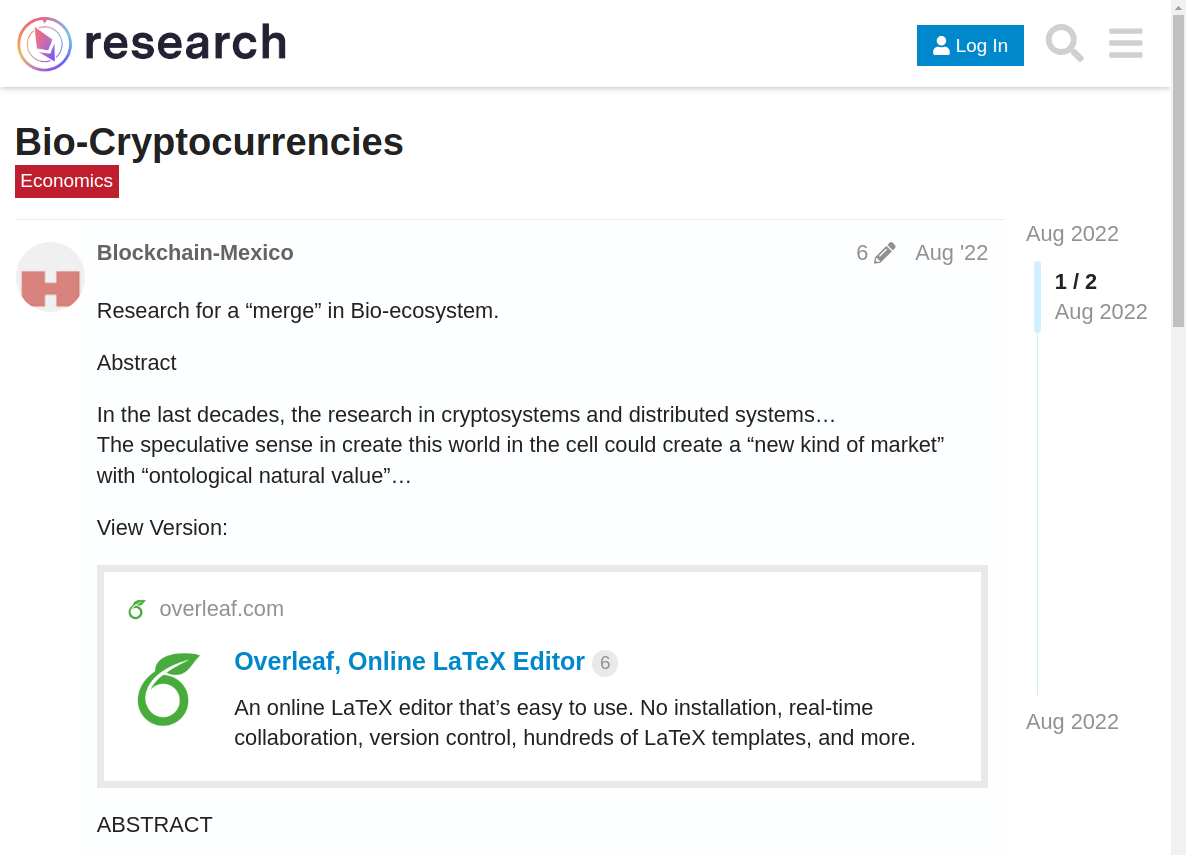 research
Log In
Bio-Cryptocurrencies
Economics
Blockchain-Mexico
6
Aug '22
Aug 2022
1 / 2
Aug 2022
Research for a “merge” in Bio-ecosystem.
Abstract
In the last decades, the research in cryptosystems and distributed systems…
The speculative sense in create this world in the cell could create a “new kind of market”
with “ontological natural value”…
View Version:
overleaf.com
Overleaf, Online LaTeX Editor 6
An online LaTeX editor that’s easy to use. No installation, real-time
collaboration, version control, hundreds of LaTeX templates, and more.
Aug 2022
ABSTRACT